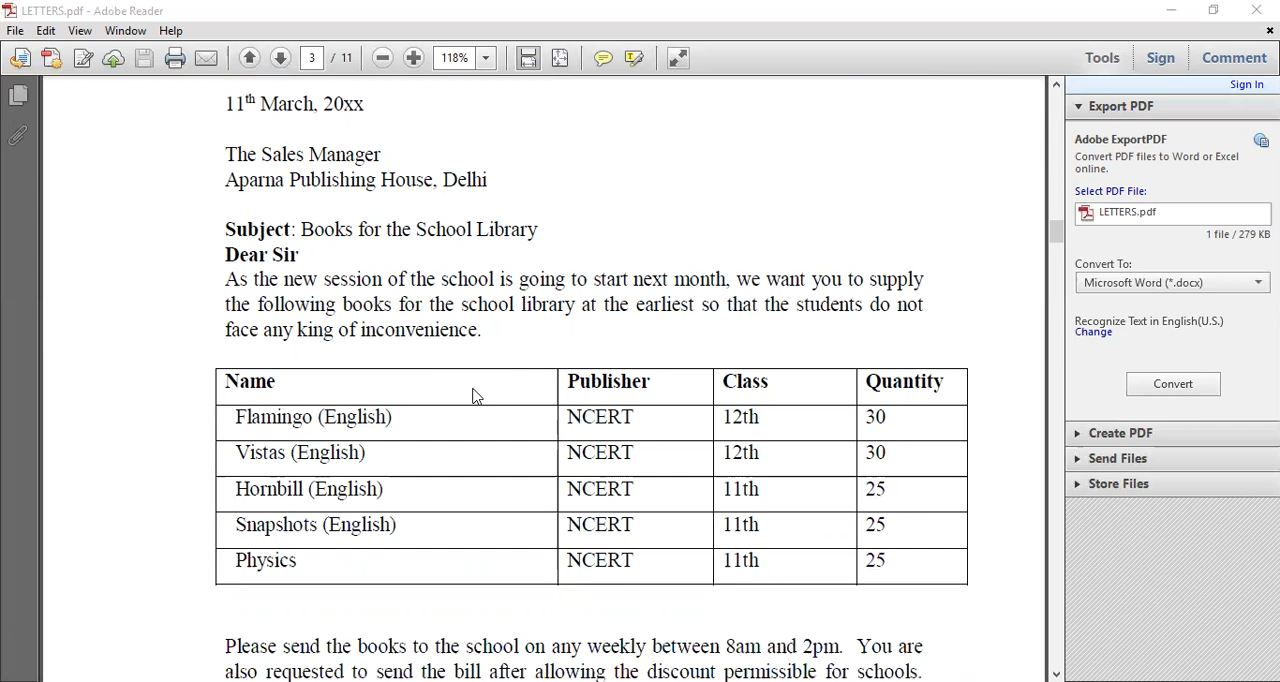 LETTERS.pdf - Adobe Reader
File Edit View Window Help
3 / 11 118% Tools Sign Comment
Sign In
Export PDF
Adobe ExportPDF
Convert PDF files to Word or Excel
online.
Select PDF File:
LETTERS.pdf
1 file / 279 KB
Convert To:
Microsoft Word (*.docx)
Recognize Text in English(U.S.)
Change
Convert
Create PDF
Send Files
Store Files
11th March, 20xx
The Sales Manager
Aparna Publishing House, Delhi
Subject: Books for the School Library
Dear Sir
As the new session of the school is going to start next month, we want you to supply
the following books for the school library at the earliest so that the students do not
face any king of inconvenience.
Name Publisher Class Quantity
Flamingo (English) NCERT 12th 30
Vistas (English) NCERT 12th 30
Hornbill (English) NCERT 11th 25
Snapshots (English) NCERT 11th 25
Physics NCERT 11th 25
Please send the books to the school on any weekly between 8am and 2pm. You are
also requested to send the bill after allowing the discount permissible for schools.